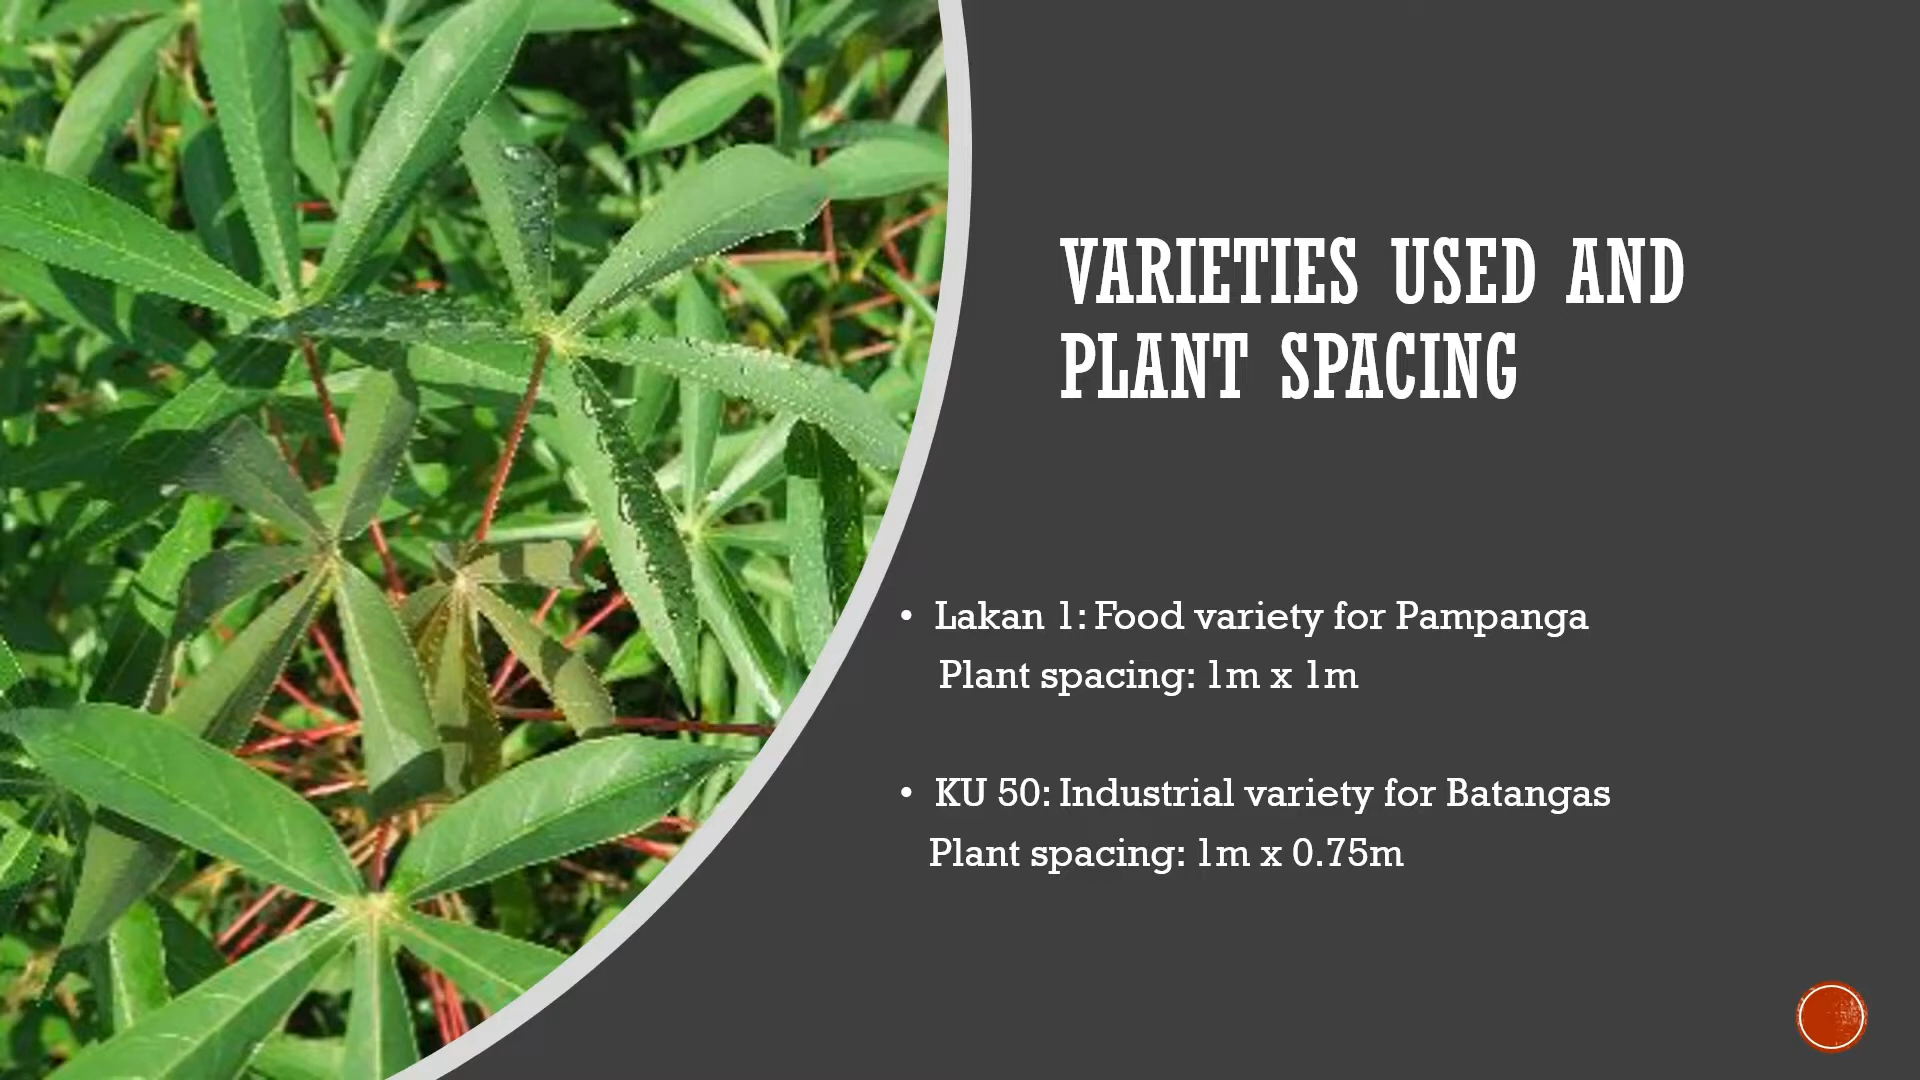 VARIETIES USED AND
PLANT SPACING
• Lakan 1: Food variety for Pampanga
Plant spacing: 1m x 1m
• KU 50: Industrial variety for Batangas
Plant spacing: 1m x 0.75m